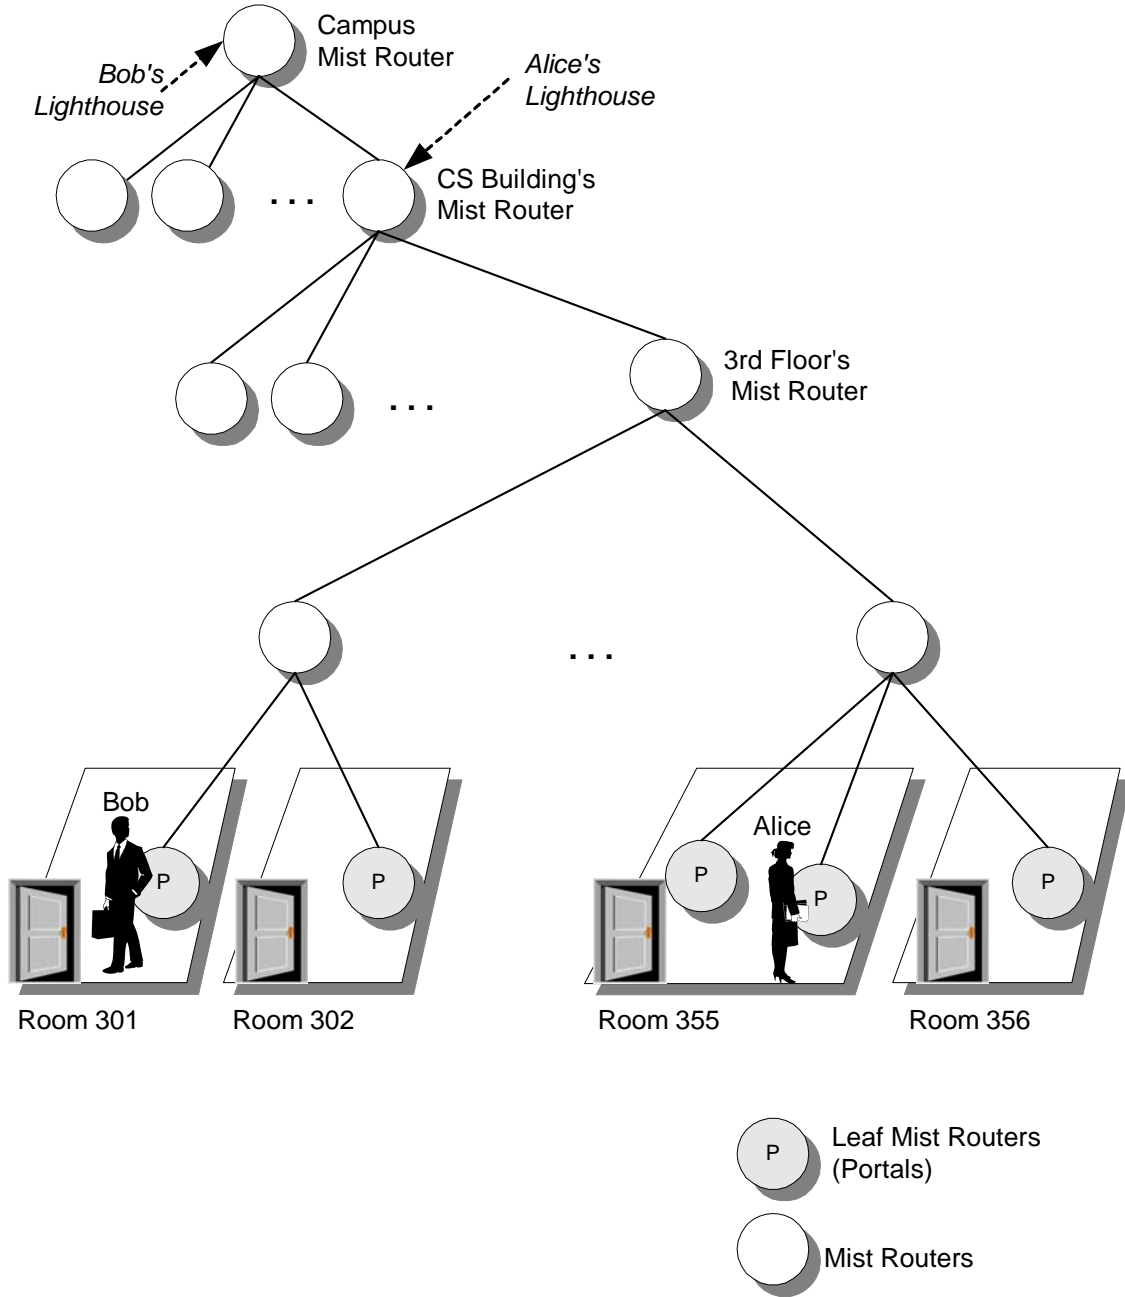 Campus
Mist Router
Bob's
Lighthouse
Alice's
Lighthouse
. . .
CS Building's
Mist Router
. . .
3rd Floor's
Mist Router
. . .
Bob
Alice
P
P
P
P
P
Room 301
Room 302
Room 355
Room 356
P
Leaf Mist Routers
(Portals)
Mist Routers